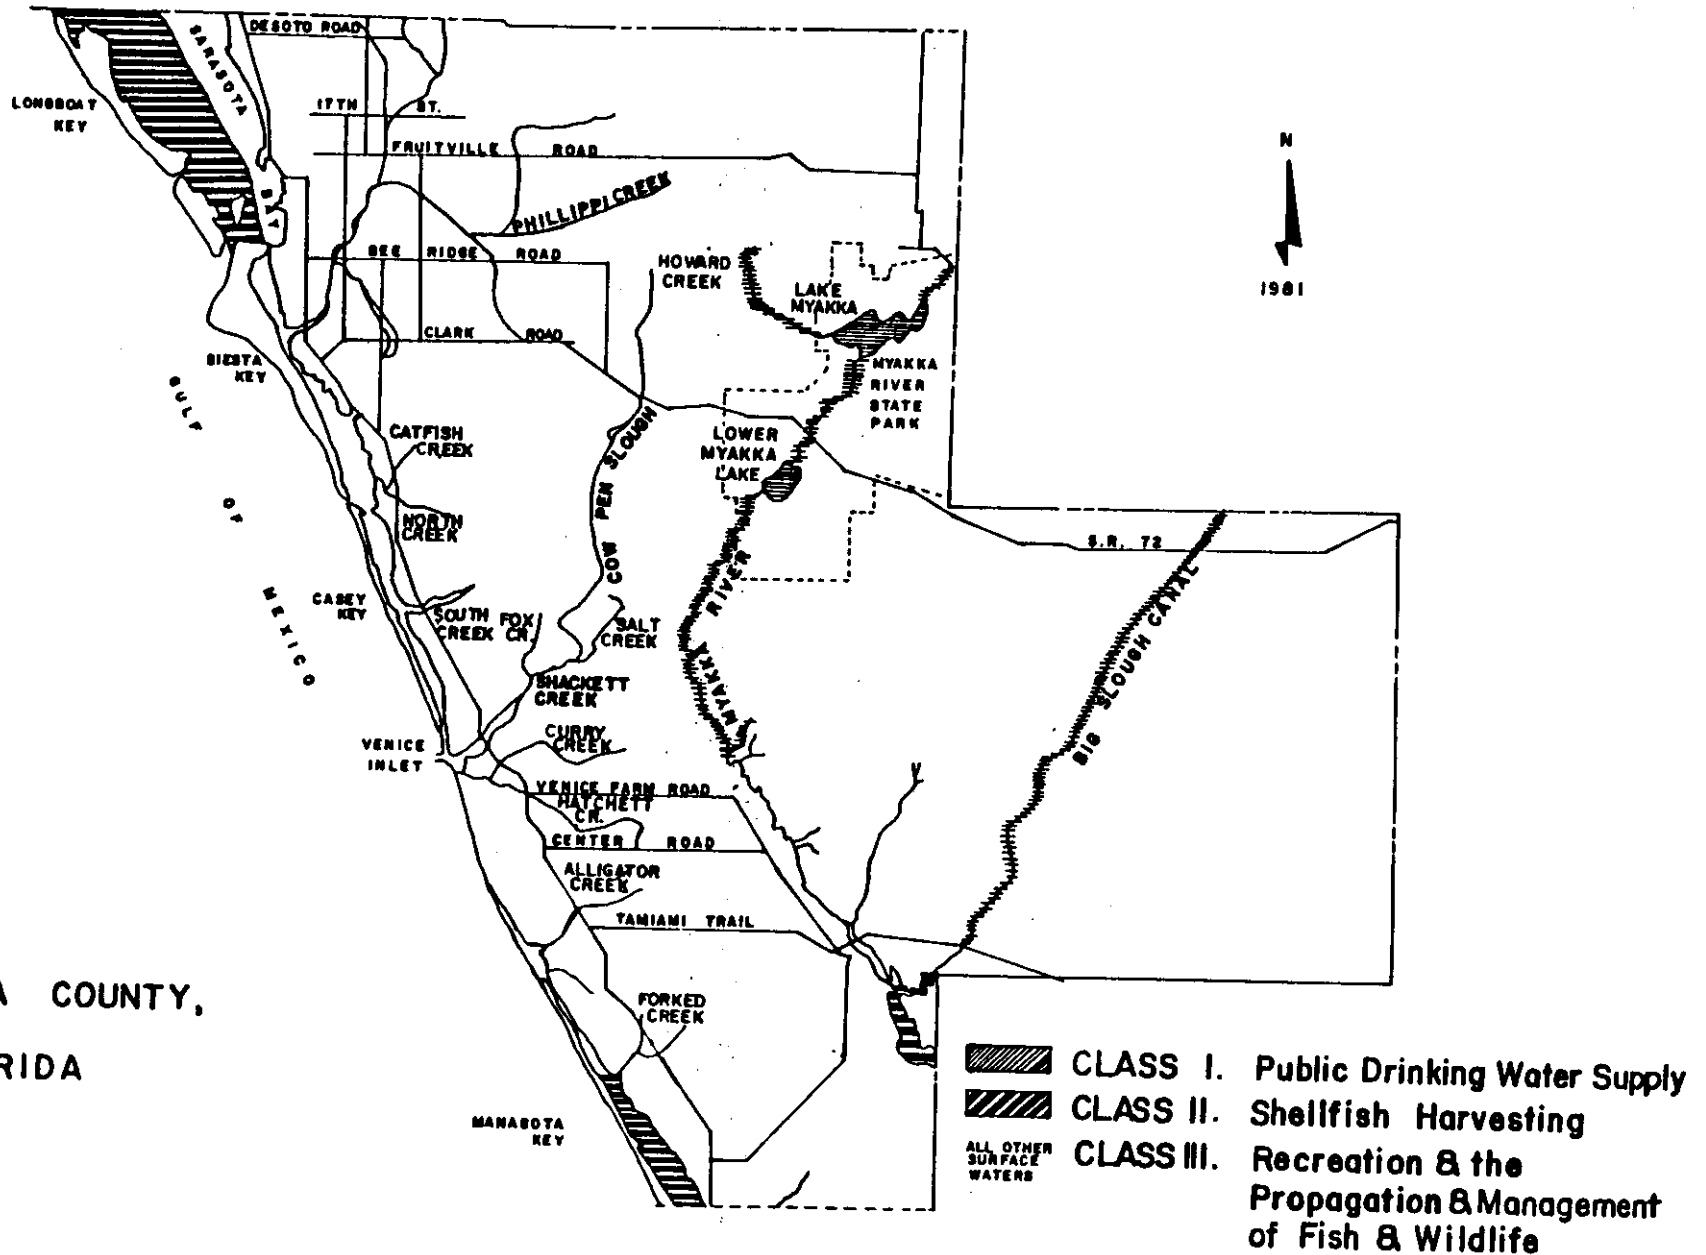 DESOTO ROAD
SARASOTA
BAY
LONGBOAT
KEY
17TH ST.
FRUITVILLE ROAD
PHILLIPPI CREEK
BEE RIDGE ROAD
HOWARD
CREEK
LAKE
MYAKKA
N
1981
CLARK ROAD
SIESTA
KEY
MYAKKA
RIVER
STATE
PARK
GULF OF MEXICO
CATFISH
CREEK
COW PEN SLOUGH
LOWER
MYAKKA
LAKE
NORTH
CREEK
S.R. 72
CASEY
KEY
SOUTH
CREEK
FOX
CR.
SALT
CREEK
MYAKKA RIVER
BIG SLOUGH CANAL
SHACKETT
CREEK
VENICE
INLET
CURRY
CREEK
VENICE FARM ROAD
HATCHETT
CR.
CENTER ROAD
ALLIGATOR
CREEK
TAMIAMI TRAIL
A COUNTY,
RIDA
FORKED
CREEK
MANASOTA
KEY
CLASS I. Public Drinking Water Supply
CLASS II. Shellfish Harvesting
ALL OTHER
SURFACE
WATERS
CLASS III. Recreation & the
Propagation & Management
of Fish & Wildlife